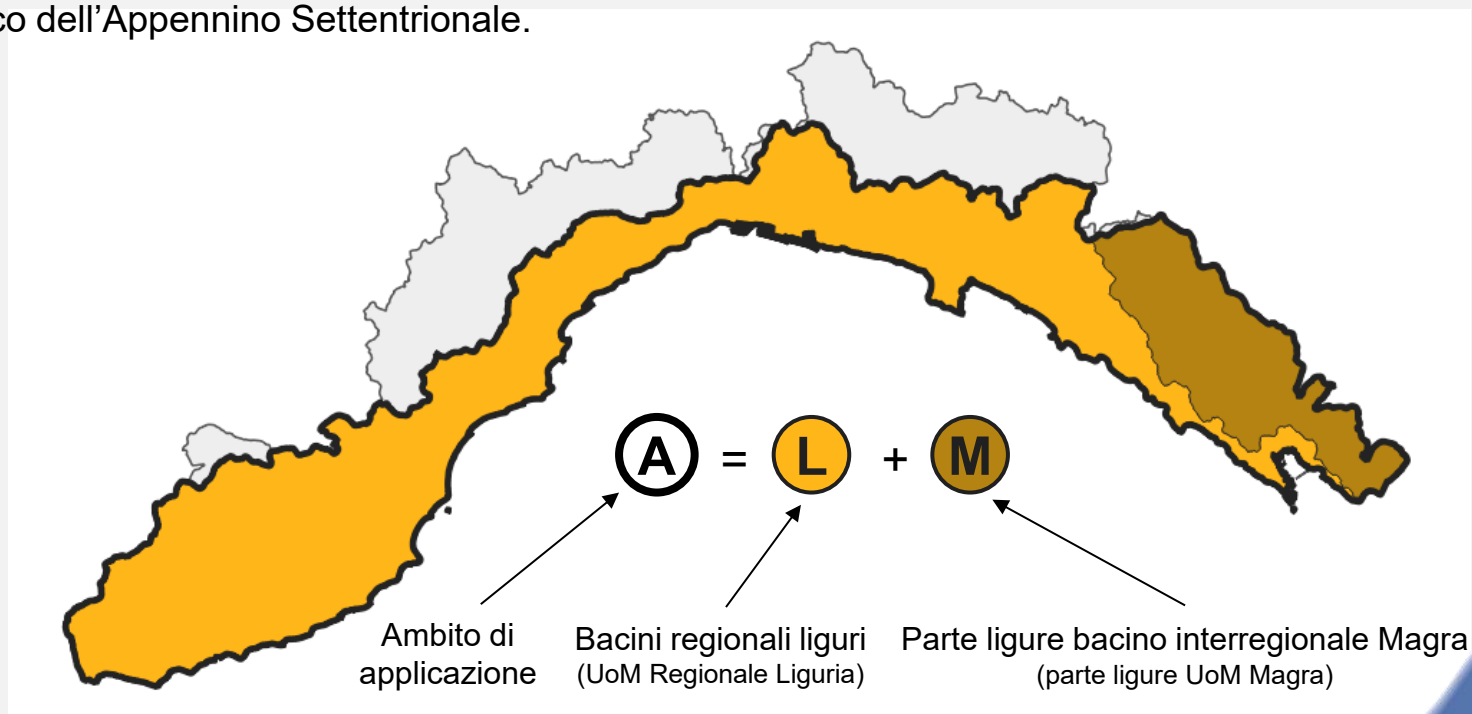 co dell'Appennino Settentrionale.
A = L + M
Ambito di
applicazione
Bacini regionali liguri
(UoM Regionale Liguria)
Parte ligure bacino interregionale Magra
(parte ligure UoM Magra)